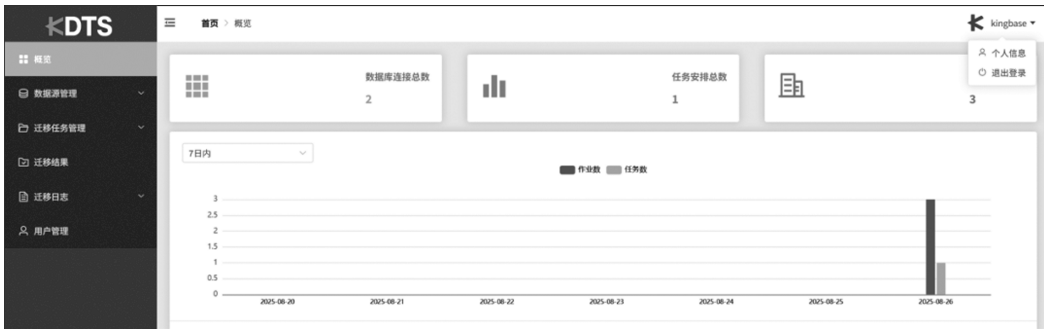 KDTS
首页 > 概览
kingbase
个人信息
退出登录
概览
数据源管理
迁移任务管理
迁移结果
迁移日志
用户管理
数据库连接总数
2
任务安排总数
1
3
7日内
作业数 任务数
3
2.5
2
1.5
1
0.5
0
2025-08-20 2025-08-21 2025-08-22 2025-08-23 2025-08-24 2025-08-25 2025-08-26